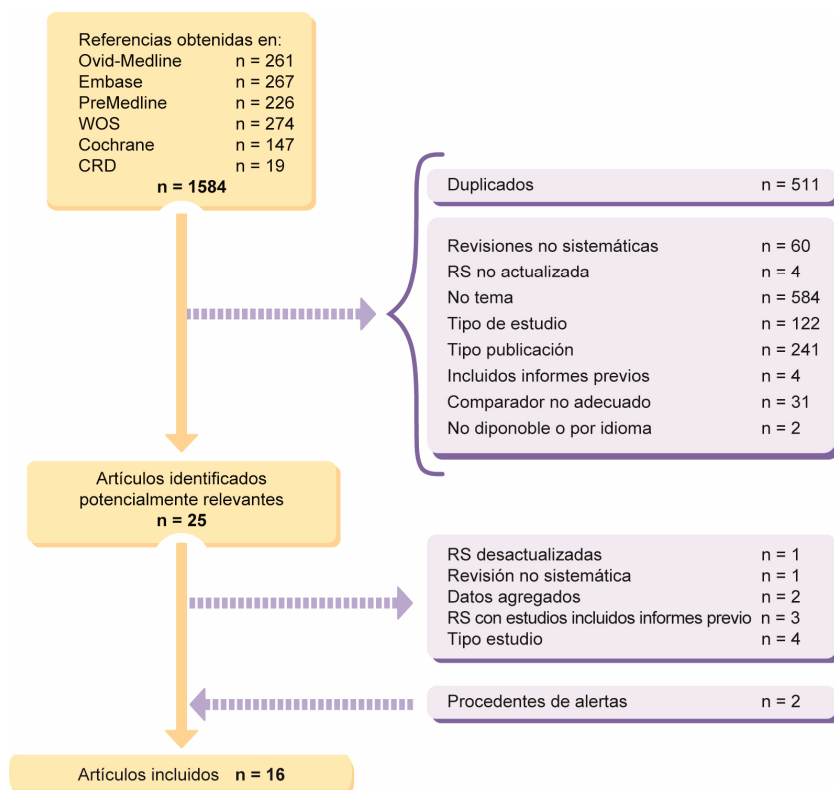 Referencias obtenidas en:
Ovid-Medline n = 261
Embase n = 267
PreMedline n = 226
WOS n = 274
Cochrane n = 147
CRD n = 19
n = 1584
Duplicados n = 511
Revisiones no sistemáticas n = 60
RS no actualizada n = 4
No tema n = 584
Tipo de estudio n = 122
Tipo publicación n = 241
Incluidos informes previos n = 4
Comparador no adecuado n = 31
No diponoble o por idioma n = 2
Artículos identificados
potencialmente relevantes
n = 25
RS desactualizadas n = 1
Revisión no sistemática n = 1
Datos agregados n = 2
RS con estudios incluidos informes previo n = 3
Tipo estudio n = 4
Procedentes de alertas n = 2
Artículos incluidos n = 16